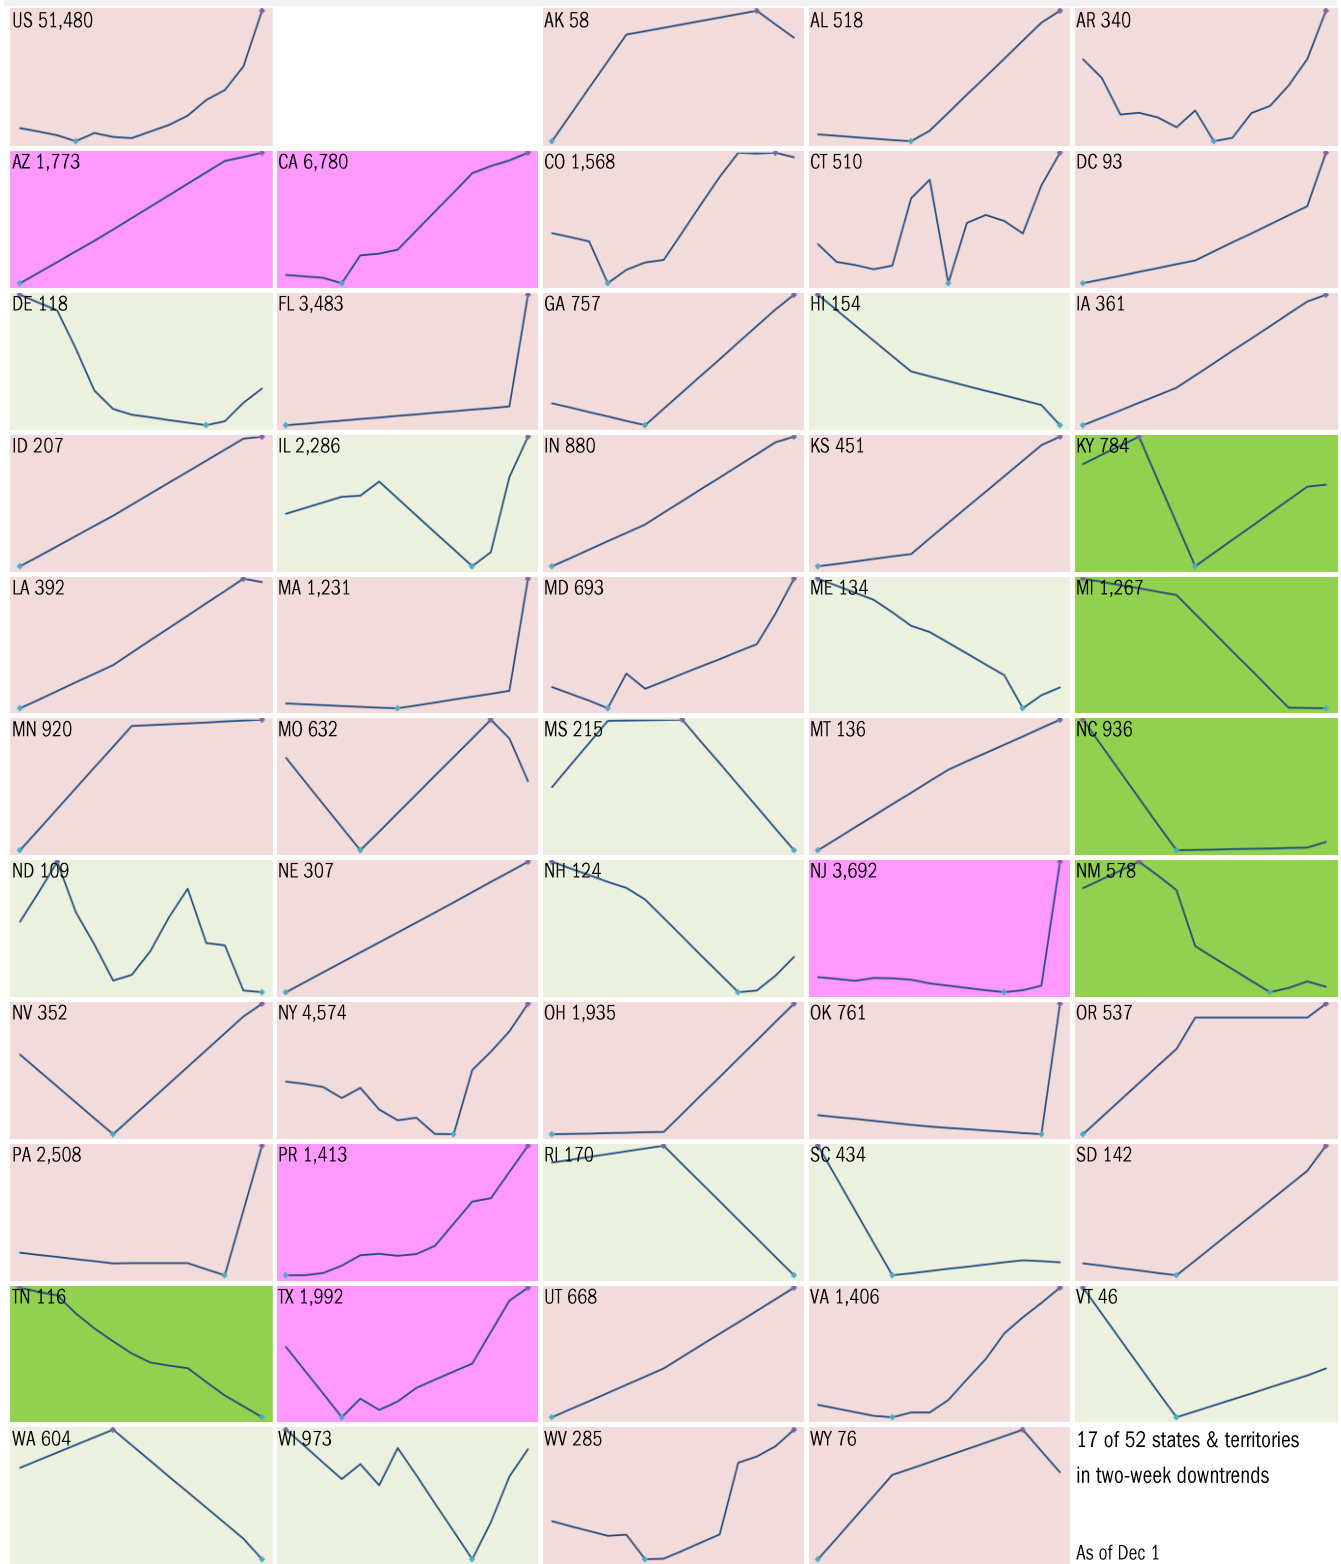 US 51,480
AK 58
AL 518
AR 340
AZ 1,773
CA 6,780
CO 1,568
CT 510
DC 93
DE 118
FL 3,483
GA 757
HI 154
IA 361
ID 207
IL 2,286
IN 880
KS 451
KY 784
LA 392
MA 1,231
MD 693
ME 134
MI 1,267
MN 920
MO 632
MS 215
MT 136
NC 936
ND 109
NE 307
NH 124
NJ 3,692
NM 578
NV 352
NY 4,574
OH 1,935
OK 761
OR 537
PA 2,508
PR 1,413
RI 170
SC 434
SD 142
TN 116
TX 1,992
UT 668
VA 1,406
VT 46
WA 604
WI 973
WV 285
WY 76
17 of 52 states & territories
in two-week downtrends
As of Dec 1